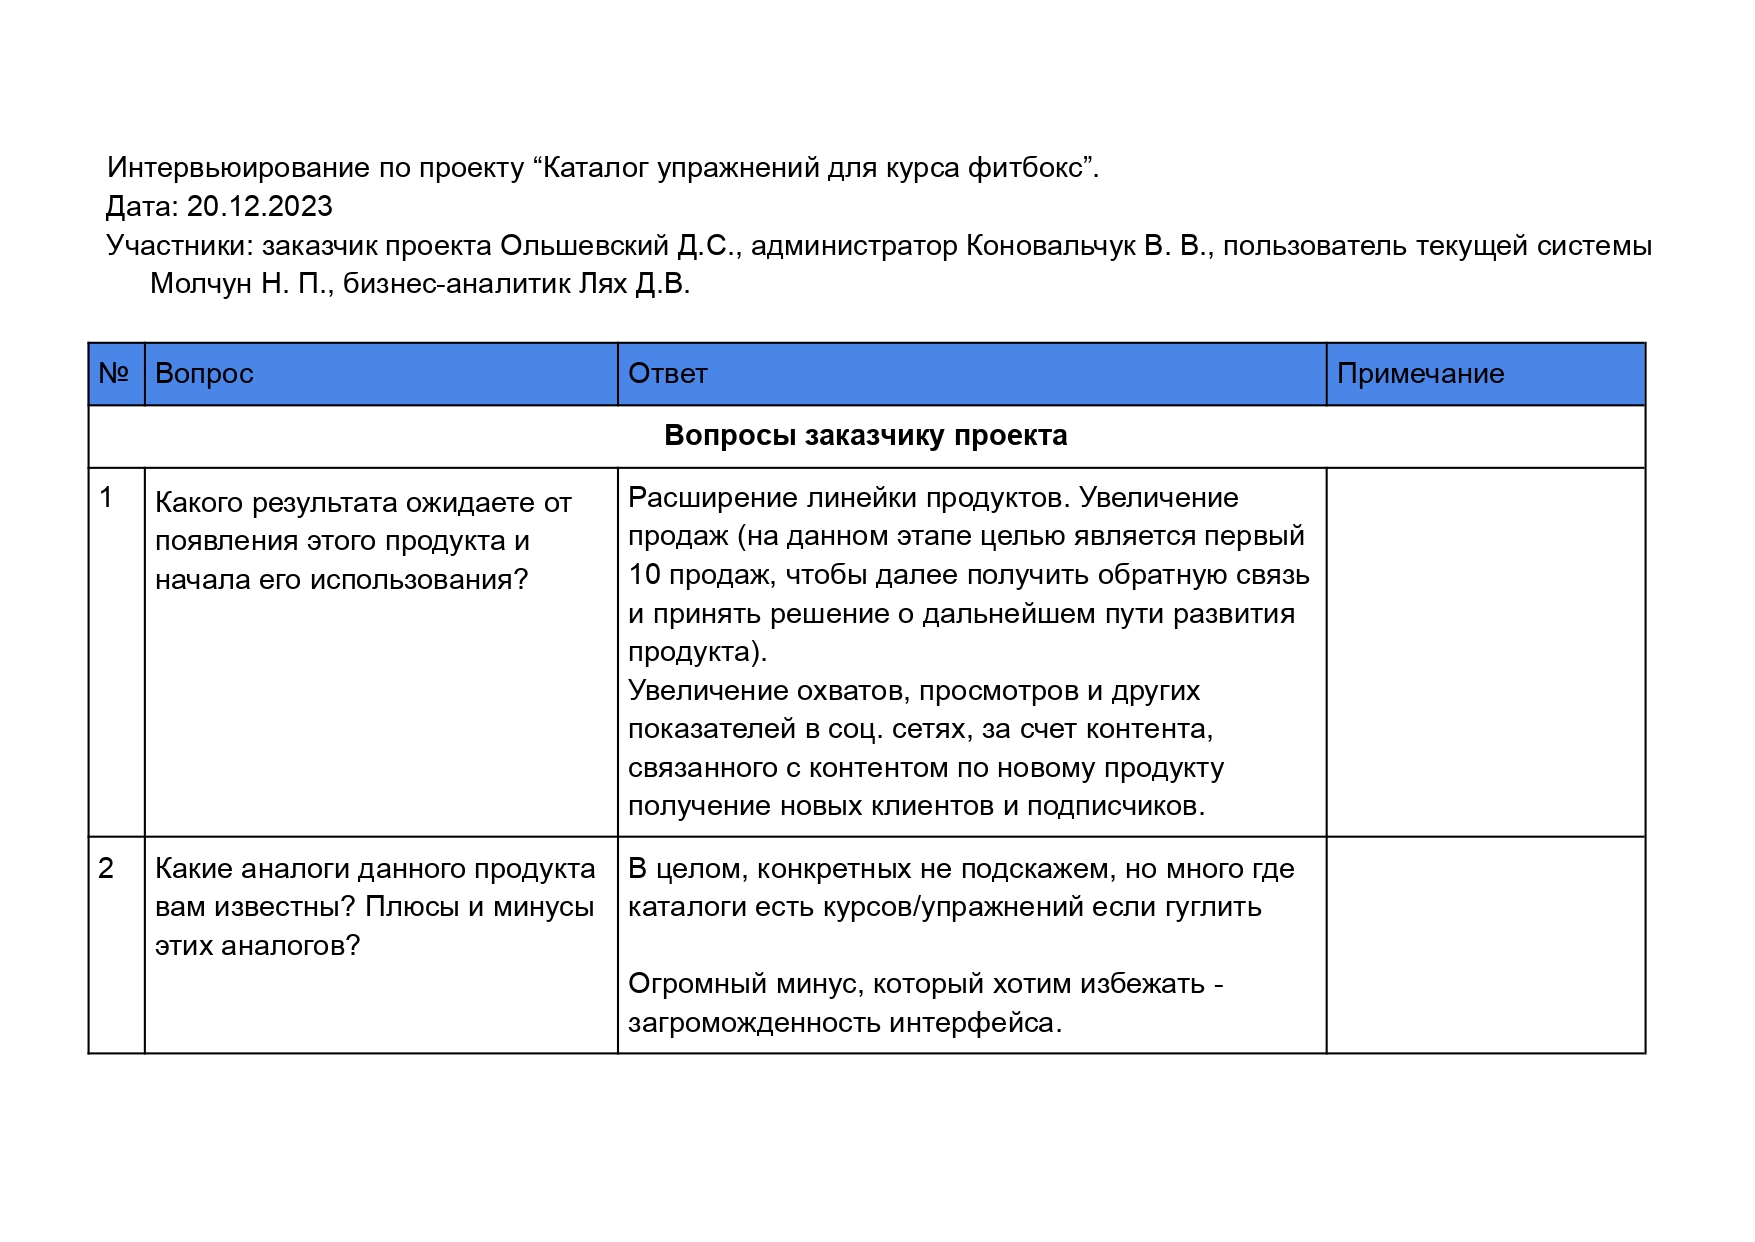 Интервьюирование по проекту “Каталог упражнений для курса фитбокс”.
Дата: 20.12.2023
Участники: заказчик проекта Ольшевский Д.С., администратор Коновальчук В. В., пользователь текущей системы
Молчун Н. П., бизнес-аналитик Лях Д.В.
№ Вопрос Ответ Примечание
Вопросы заказчику проекта
1
Какого результата ожидаете от
появления этого продукта и
начала его использования?
Расширение линейки продуктов. Увеличение
продаж (на данном этапе целью является первый
10 продаж, чтобы далее получить обратную связь
и принять решение о дальнейшем пути развития
продукта).
Увеличение охватов, просмотров и других
показателей в соц. сетях, за счет контента,
связанного с контентом по новому продукту
получение новых клиентов и подписчиков.
2
Какие аналоги данного продукта
вам известны? Плюсы и минусы
этих аналогов?
В целом, конкретных не подскажем, но много где
каталоги есть курсов/упражнений если гуглить
Огромный минус, который хотим избежать -
загроможденность интерфейса.